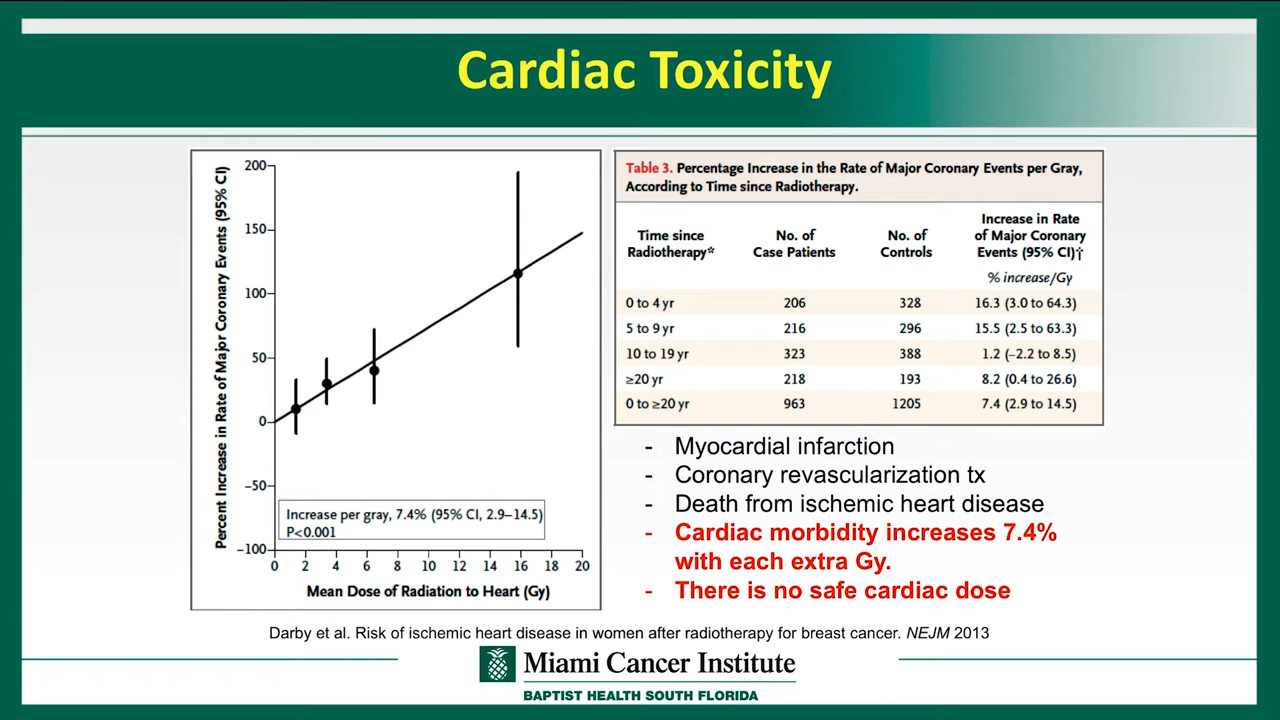 Cardiac Toxicity
Percent Increase in Rate of Major Coronary Events (95% CI)
200
150
100
50
0
−50
−100
Increase per gray, 7.4% (95% CI, 2.9–14.5)
P<0.001
0 2 4 6 8 10 12 14 16 18 20
Mean Dose of Radiation to Heart (Gy)
Table 3. Percentage Increase in the Rate of Major Coronary Events per Gray,
According to Time since Radiotherapy.
Time since
Radiotherapy*
No. of
Case Patients
No. of
Controls
Increase in Rate
of Major Coronary
Events (95% CI)†
% increase/Gy
0 to 4 yr 206 328 16.3 (3.0 to 64.3)
5 to 9 yr 216 296 15.5 (2.5 to 63.3)
10 to 19 yr 323 388 1.2 (−2.2 to 8.5)
≥20 yr 218 193 8.2 (0.4 to 26.6)
0 to ≥20 yr 963 1205 7.4 (2.9 to 14.5)
- Myocardial infarction
- Coronary revascularization tx
- Death from ischemic heart disease
- Cardiac morbidity increases 7.4%
with each extra Gy.
- There is no safe cardiac dose
Darby et al. Risk of ischemic heart disease in women after radiotherapy for breast cancer. NEJM 2013
Miami Cancer Institute
BAPTIST HEALTH SOUTH FLORIDA